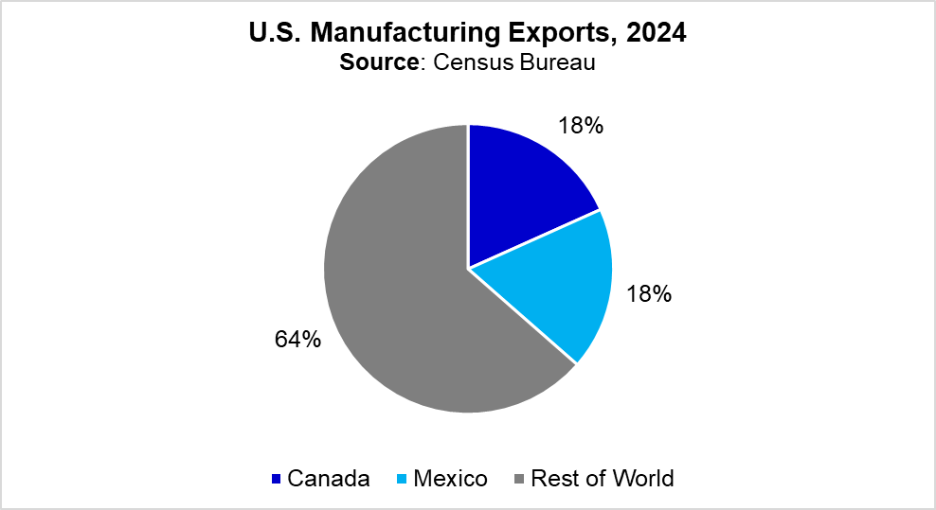 U.S. Manufacturing Exports, 2024
Source: Census Bureau
18%
18%
64%
Canada Mexico Rest of World